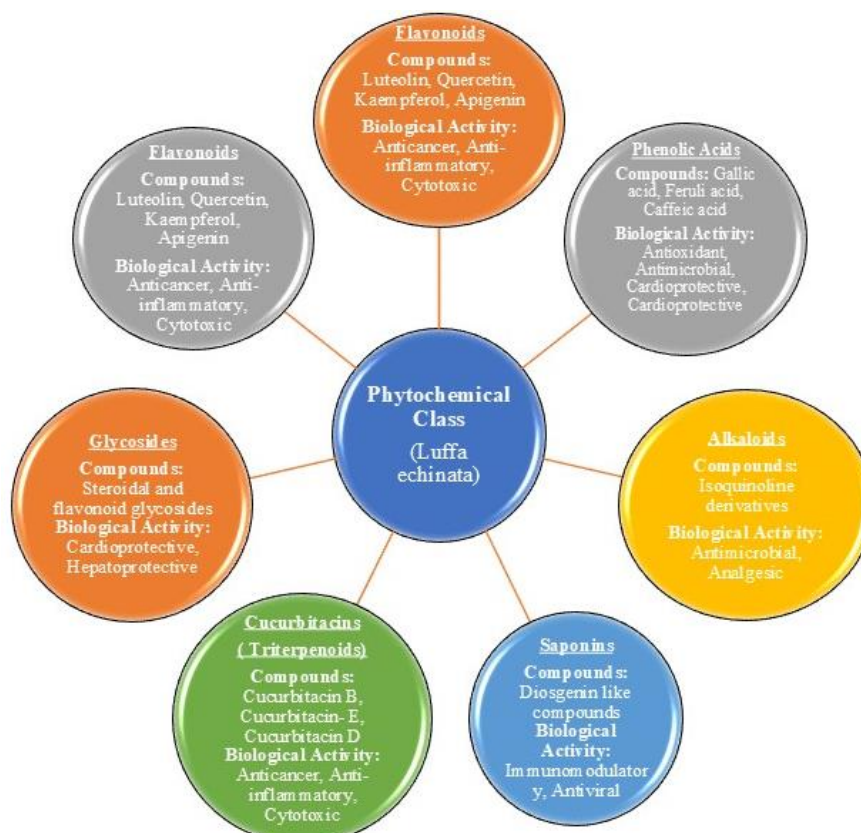 Flavonoids
Compounds:
Luteolin, Quercetin,
Kaempferol, Apigenin
Biological Activity:
Anticancer, Anti-
inflammatory,
Cytotoxic
Phenolic Acids
Compounds: Gallic
acid, Feruli acid,
Caffeic acid
Biological Activity:
Antioxidant,
Antimicrobial,
Cardioprotective,
Cardioprotective
Alkaloids
Compounds:
Isoquinoline
derivatives
Biological Activity:
Antimicrobial,
Analgesic
Saponins
Compounds:
Diosgenin like
compounds
Biological
Activity:
Immunomodulator
y, Antiviral
Cucurbitacins
( Triterpenoids)
Compounds:
Cucurbitacin B,
Cucurbitacin- E,
Cucurbitacin D
Biological Activity:
Anticancer, Anti-
inflammatory,
Cytotoxic
Glycosides
Compounds:
Steroidal and
flavonoid glycosides
Biological Activity:
Cardioprotective,
Hepatoprotective
Flavonoids
Compounds:
Luteolin, Quercetin,
Kaempferol,
Apigenin
Biological Activity:
Anticancer, Anti-
inflammatory,
Cytotoxic
Phytochemical
Class
(Luffa
echinata)